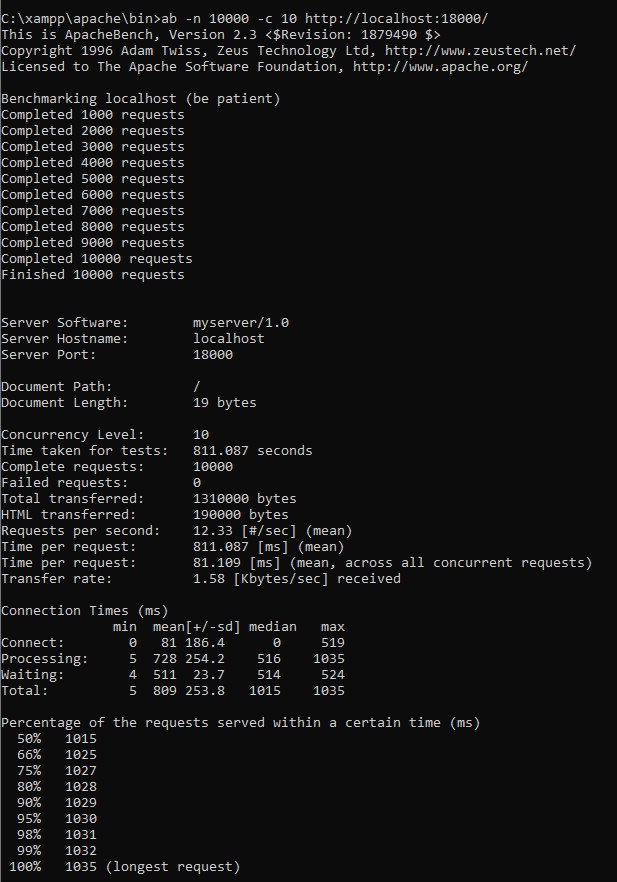 C:\xampp\apache\bin>ab -n 10000 -c 10 http://localhost:18000/
This is ApacheBench, Version 2.3 <$Revision: 1879490 $>
Copyright 1996 Adam Twiss, Zeus Technology Ltd, http://www.zeustech.net/
Licensed to The Apache Software Foundation, http://www.apache.org/

Benchmarking localhost (be patient)
Completed 1000 requests
Completed 2000 requests
Completed 3000 requests
Completed 4000 requests
Completed 5000 requests
Completed 6000 requests
Completed 7000 requests
Completed 8000 requests
Completed 9000 requests
Completed 10000 requests
Finished 10000 requests


Server Software:        myserver/1.0
Server Hostname:        localhost
Server Port:            18000

Document Path:          /
Document Length:        19 bytes

Concurrency Level:      10
Time taken for tests:   811.087 seconds
Complete requests:      10000
Failed requests:        0
Total transferred:      1310000 bytes
HTML transferred:       190000 bytes
Requests per second:    12.33 [#/sec] (mean)
Time per request:       811.087 [ms] (mean)
Time per request:       81.109 [ms] (mean, across all concurrent requests)
Transfer rate:          1.58 [Kbytes/sec] received

Connection Times (ms)
              min  mean[+/-sd] median   max
Connect:        0   81 186.4      0     519
Processing:     5  728 254.2    516    1035
Waiting:        4  511  23.7    514     524
Total:          5  809 253.8   1015    1035

Percentage of the requests served within a certain time (ms)
  50%   1015
  66%   1025
  75%   1027
  80%   1028
  90%   1029
  95%   1030
  98%   1031
  99%   1032
 100%   1035 (longest request)